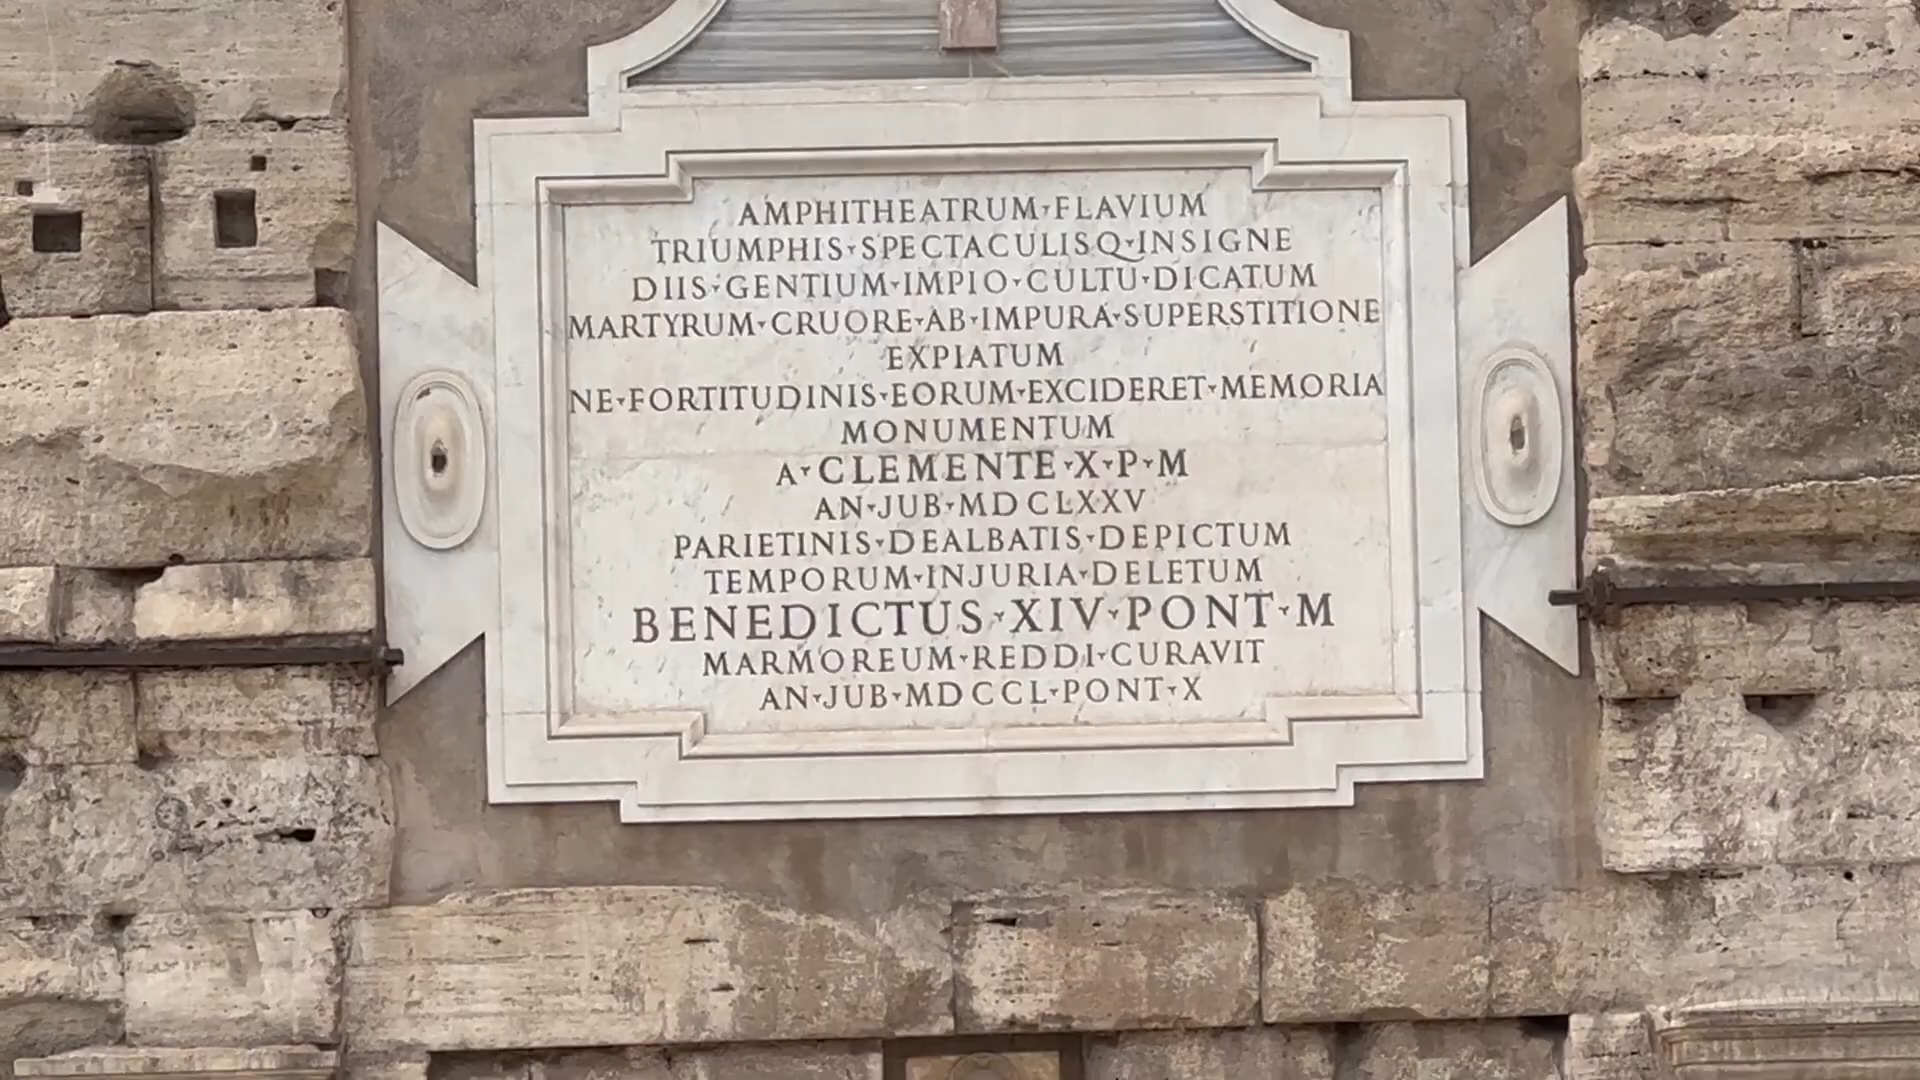 AMPHITHEATRUM·FLAVIUM
TRIUMPHIS·SPECTACULISQ·INSIGNE
DIIS·GENTIUM·IMPIO·CULTU·DICATUM
MARTYRUM·CRUORE·AB·IMPURA·SUPERSTITIONE
EXPIATUM
NE·FORTITUDINIS·EORUM·EXCIDERET·MEMORIA
MONUMENTUM
A·CLEMENTE·X·P·M
AN·JUB·MDCLXXV
PARIETINIS·DEALBATIS·DEPICTUM
TEMPORUM·INJURIA·DELETUM
BENEDICTUS·XIV·PONT·M
MARMOREUM·REDDI·CURAVIT
AN·JUB·MDCCL·PONT·X